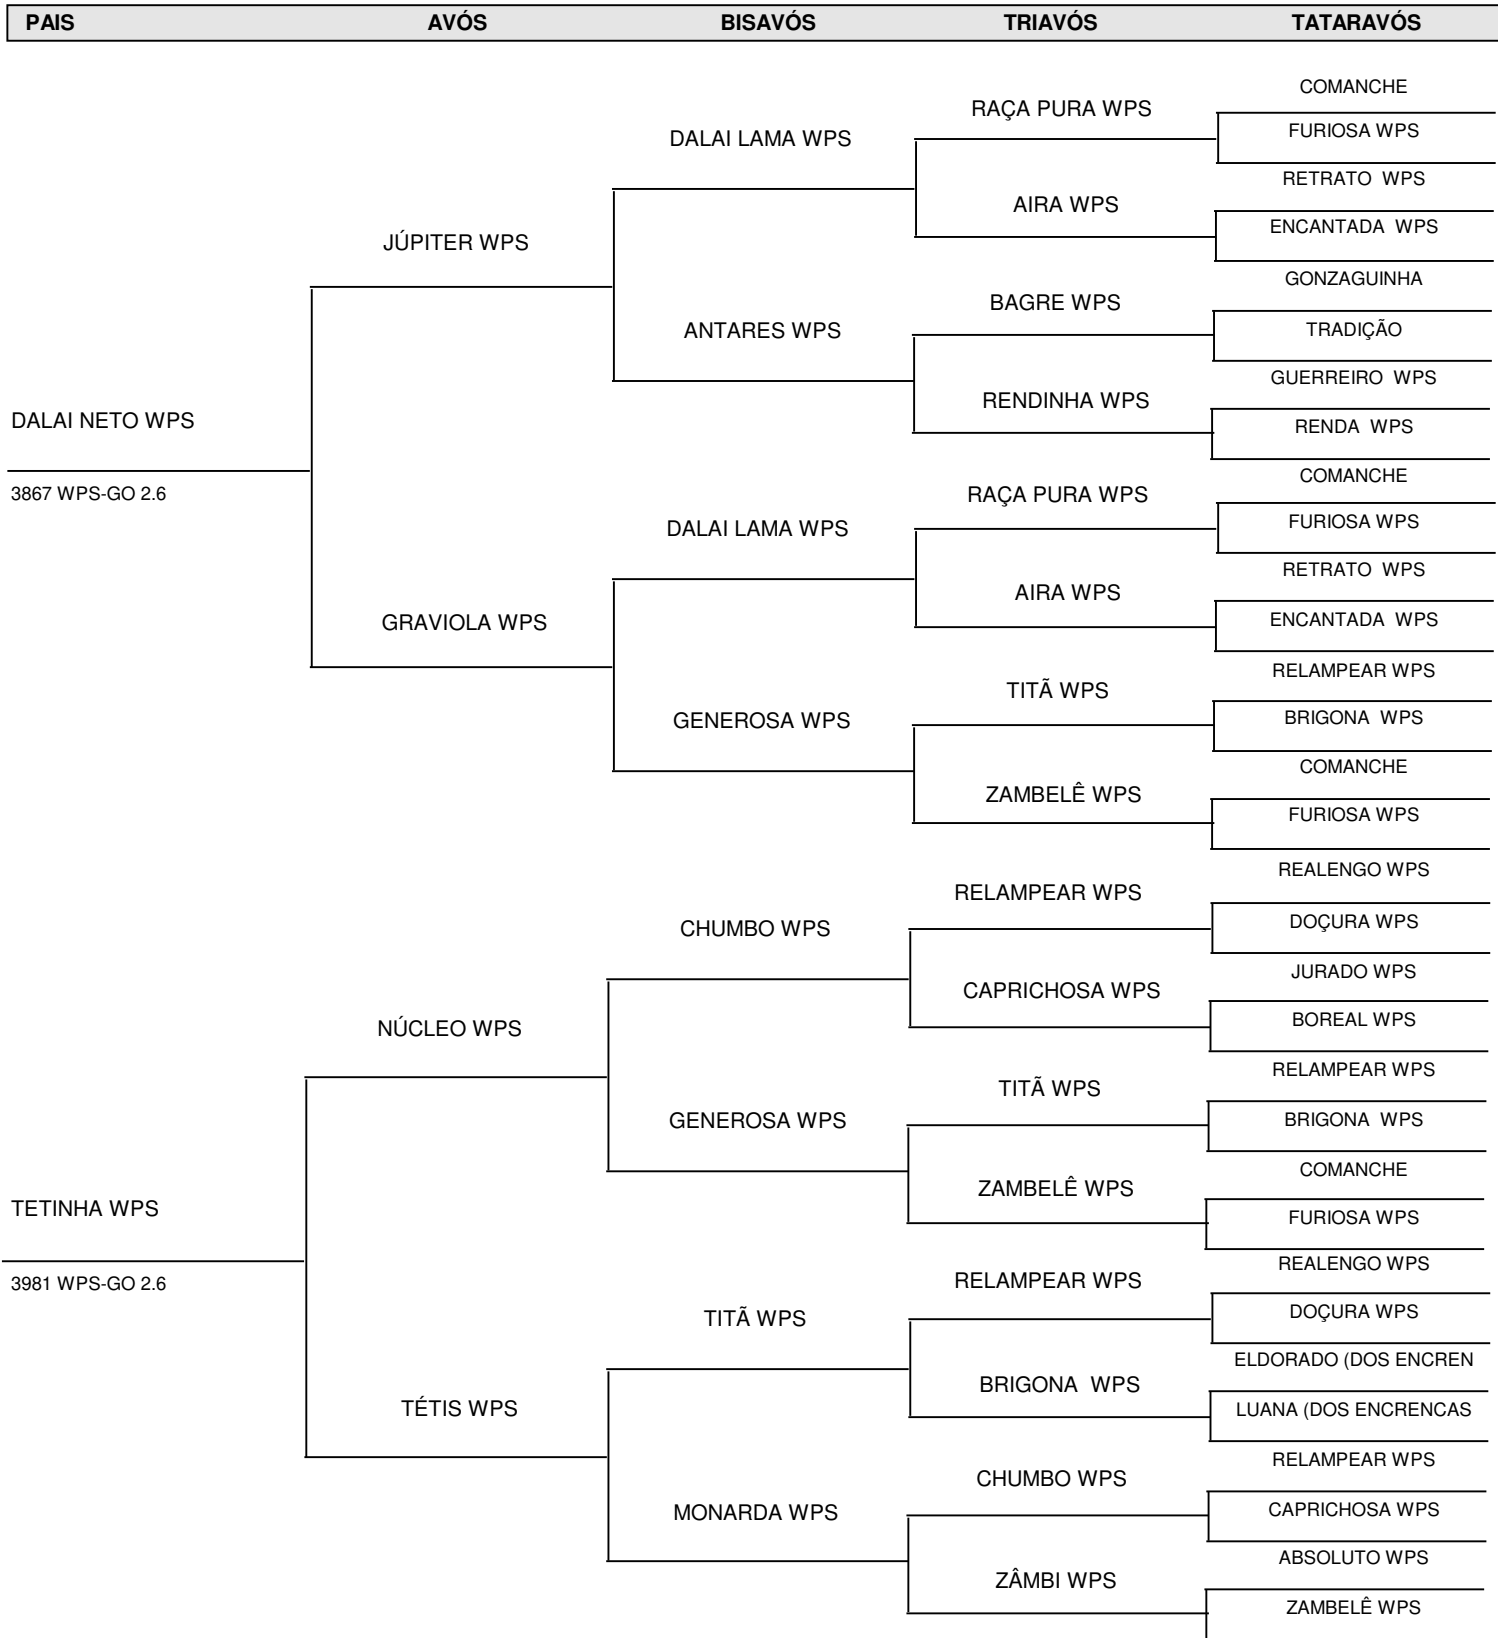 PAIS AVÓS BISAVÓS TRIAVÓS TATARAVÓS
COMANCHE
RAÇA PURA WPS
FURIOSA WPS
DALAI LAMA WPS
RETRATO WPS
AIRA WPS
ENCANTADA WPS
JÚPITER WPS
GONZAGUINHA
BAGRE WPS
TRADIÇÃO
ANTARES WPS
GUERREIRO WPS
RENDINHA WPS
RENDA WPS
DALAI NETO WPS
3867 WPS-GO 2.6
COMANCHE
RAÇA PURA WPS
FURIOSA WPS
DALAI LAMA WPS
RETRATO WPS
AIRA WPS
ENCANTADA WPS
GRAVIOLA WPS
RELAMPEAR WPS
TITÃ WPS
BRIGONA WPS
GENEROSA WPS
COMANCHE
ZAMBELÊ WPS
FURIOSA WPS
REALENGO WPS
RELAMPEAR WPS
DOÇURA WPS
CHUMBO WPS
JURADO WPS
CAPRICHOSA WPS
BOREAL WPS
NÚCLEO WPS
RELAMPEAR WPS
TITÃ WPS
BRIGONA WPS
GENEROSA WPS
COMANCHE
ZAMBELÊ WPS
FURIOSA WPS
TETINHA WPS
3981 WPS-GO 2.6
REALENGO WPS
RELAMPEAR WPS
DOÇURA WPS
TITÃ WPS
ELDORADO (DOS ENCREN
BRIGONA WPS
LUANA (DOS ENCRENCAS
TÉTIS WPS
RELAMPEAR WPS
CHUMBO WPS
CAPRICHOSA WPS
MONARDA WPS
ABSOLUTO WPS
ZÂMBI WPS
ZAMBELÊ WPS